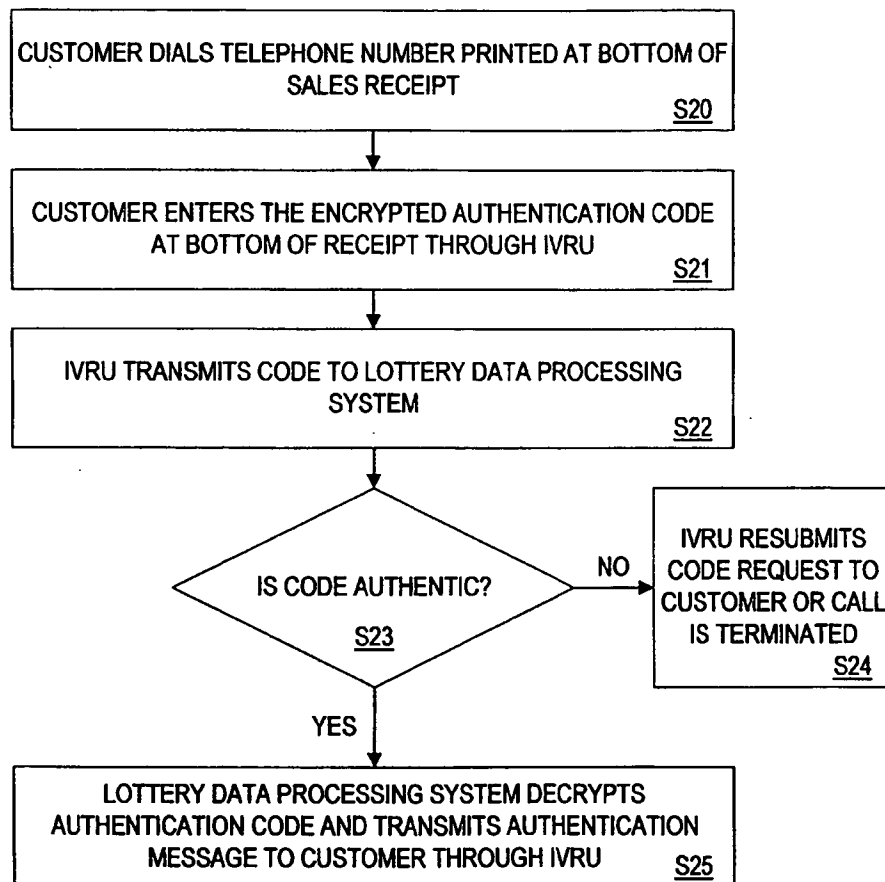 CUSTOMER DIALS TELEPHONE NUMBER PRINTED AT BOTTOM OF
SALES RECEIPT
S20
CUSTOMER ENTERS THE ENCRYPTED AUTHENTICATION CODE
AT BOTTOM OF RECEIPT THROUGH IVRU
S21
IVRU TRANSMITS CODE TO LOTTERY DATA PROCESSING
SYSTEM
S22
IS CODE AUTHENTIC?
S23
NO
IVRU RESUBMITS
CODE REQUEST TO
CUSTOMER OR CALL
IS TERMINATED
S24
YES
LOTTERY DATA PROCESSING SYSTEM DECRYPTS
AUTHENTICATION CODE AND TRANSMITS AUTHENTICATION
MESSAGE TO CUSTOMER THROUGH IVRU
S25